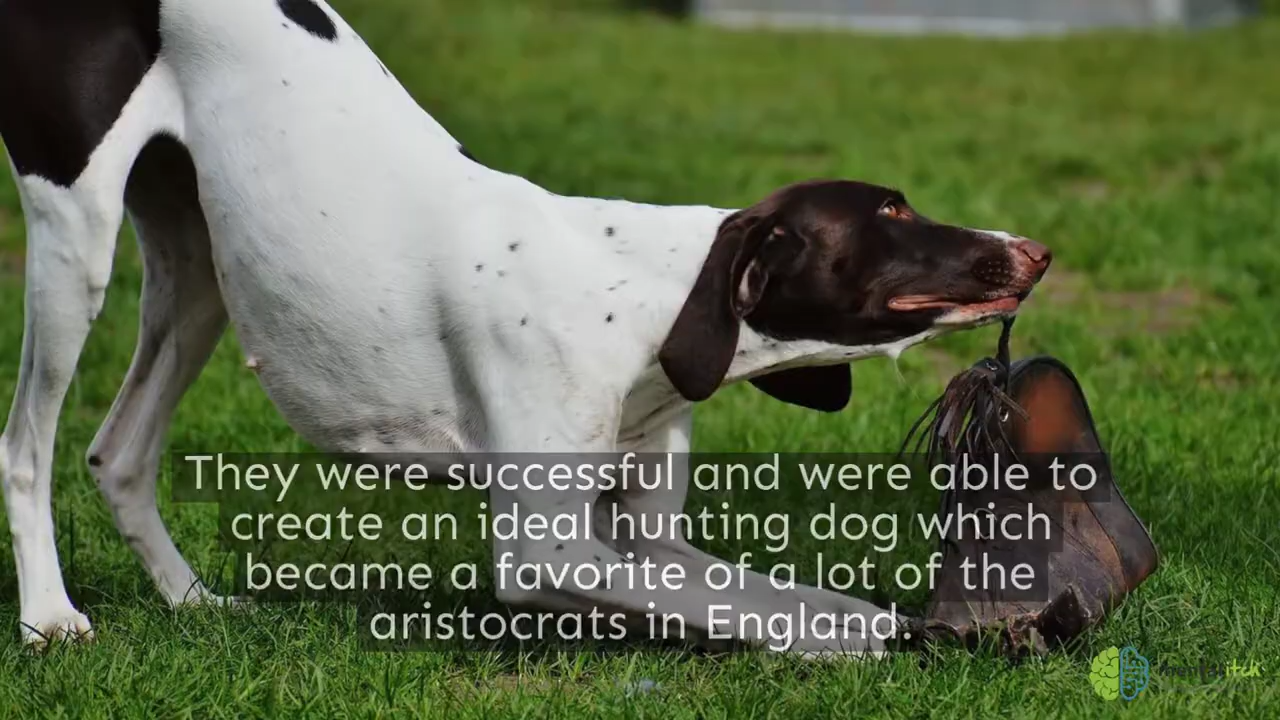 They were successful and were able to
create an ideal hunting dog which
became a favorite of a lot of the
aristocrats in England.